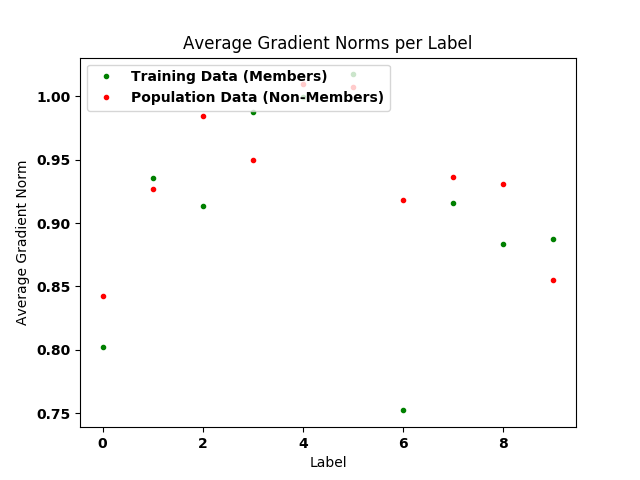 Average Gradient Norms per Label
Training Data (Members)
Population Data (Non-Members)
1.00
0.95
0.90
0.85
0.80
0.75
Average Gradient Norm
0 2 4 6 8
Label